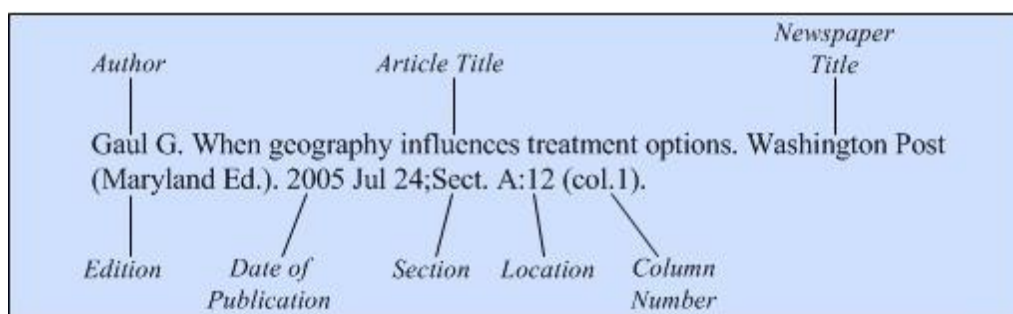 Newspaper
Author Article Title Title
Gaul G. When geography influences treatment options. Washington Post
(Maryland Ed.). 2005 Jul 24;Sect. A:12 (col.1).
Edition Date of Section Location Column
Publication Number